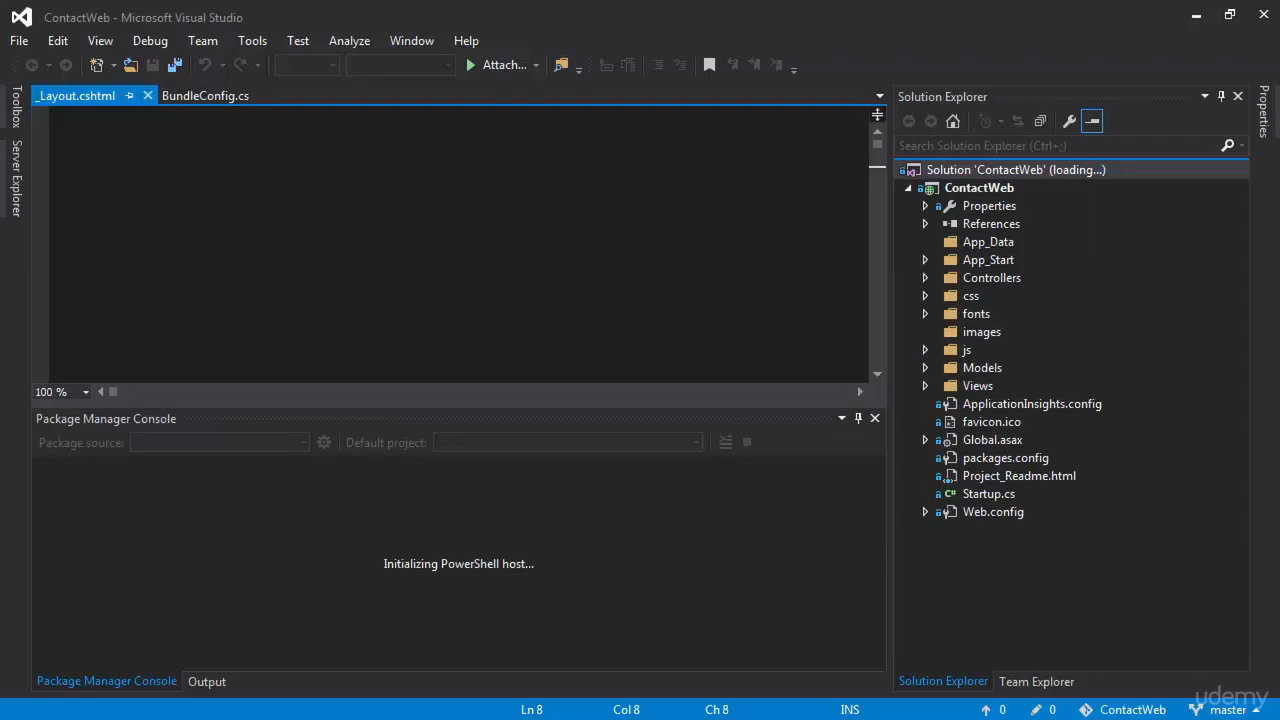 ContactWeb - Microsoft Visual Studio
File Edit View Debug Team Tools Test Analyze Window Help
Attach...
_Layout.cshtml BundleConfig.cs
Toolbox
Server Explorer
100 %
Package Manager Console
Package source: Default project:
Initializing PowerShell host...
Package Manager Console Output
Solution Explorer
Search Solution Explorer (Ctrl+;)
Solution 'ContactWeb' (loading...)
ContactWeb
Properties
References
App_Data
App_Start
Controllers
css
fonts
images
js
Models
Views
ApplicationInsights.config
favicon.ico
Global.asax
packages.config
Project_Readme.html
Startup.cs
Web.config
Solution Explorer Team Explorer
Properties
Ln 8 Col 8 Ch 8 INS 0 0 ContactWeb master
udemy